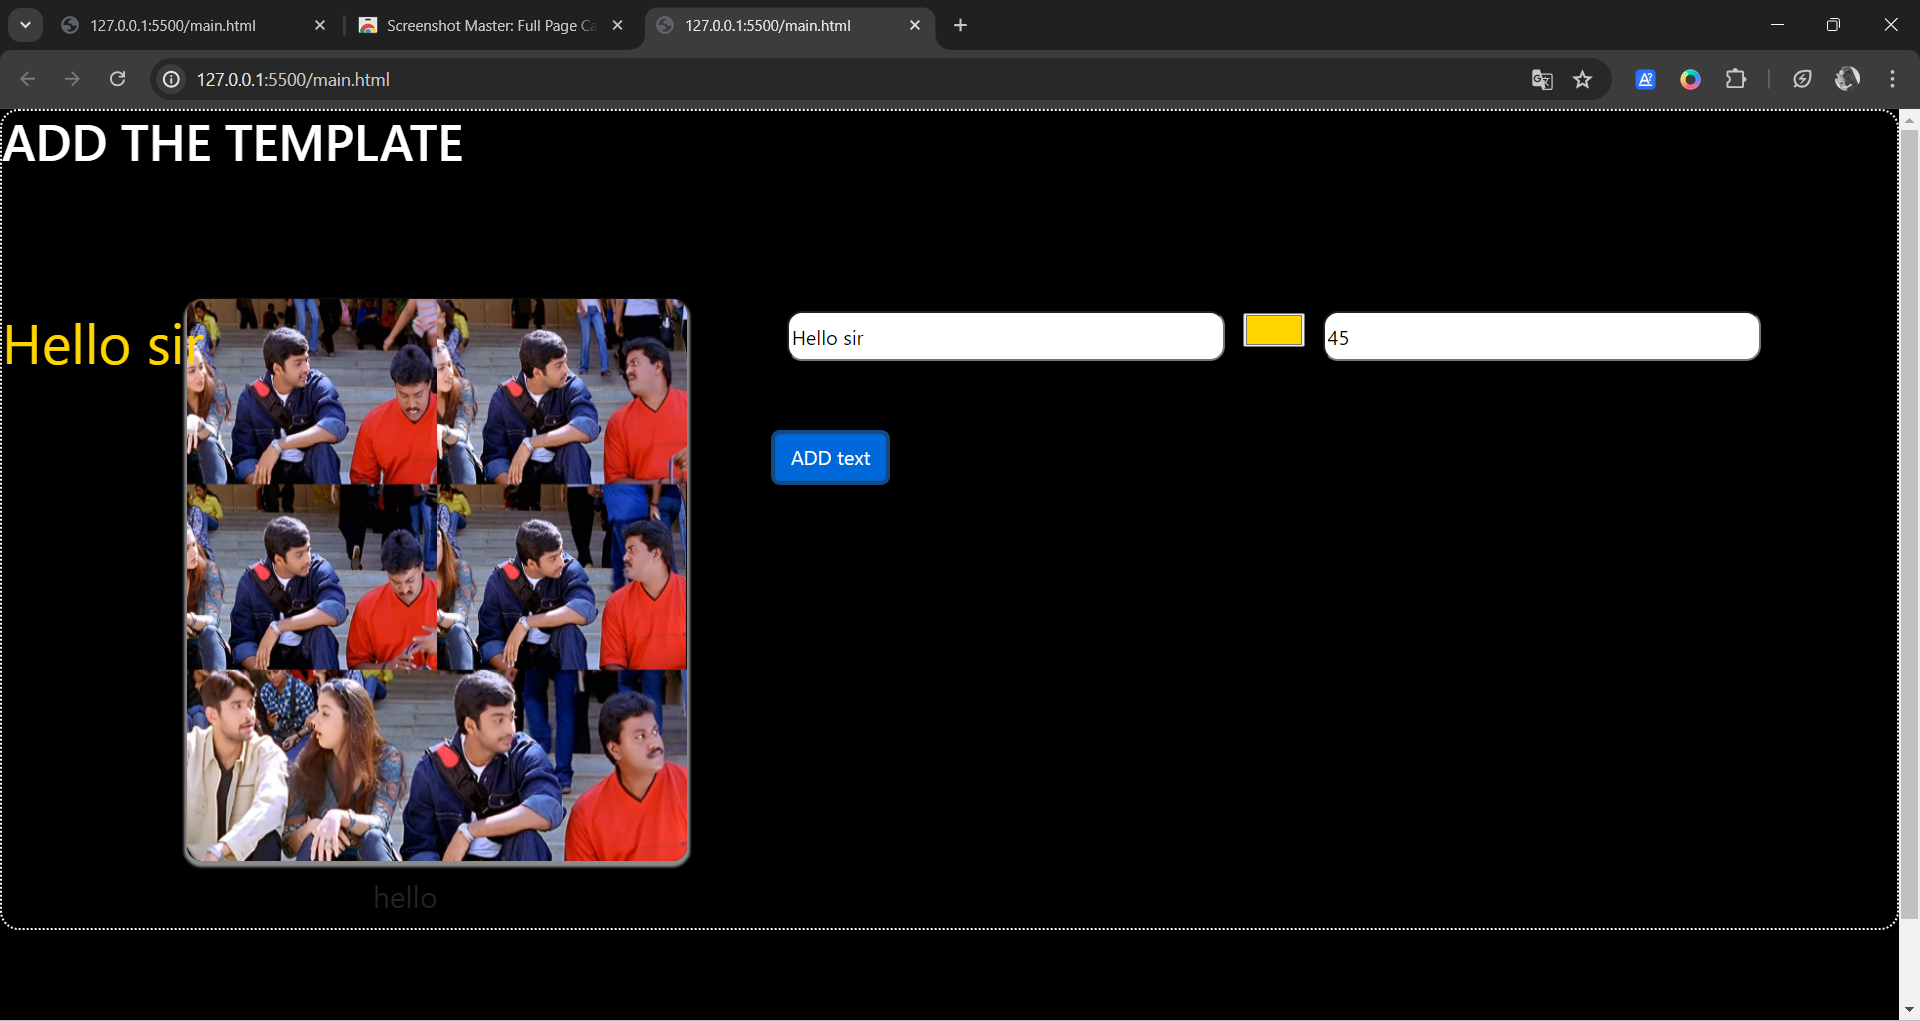 127.0.0.1:5500/main.html
Screenshot Master: Full Page Ca
127.0.0.1:5500/main.html
127.0.0.1:5500/main.html
ADD THE TEMPLATE
Hello sir
Hello sir
45
ADD text
hello